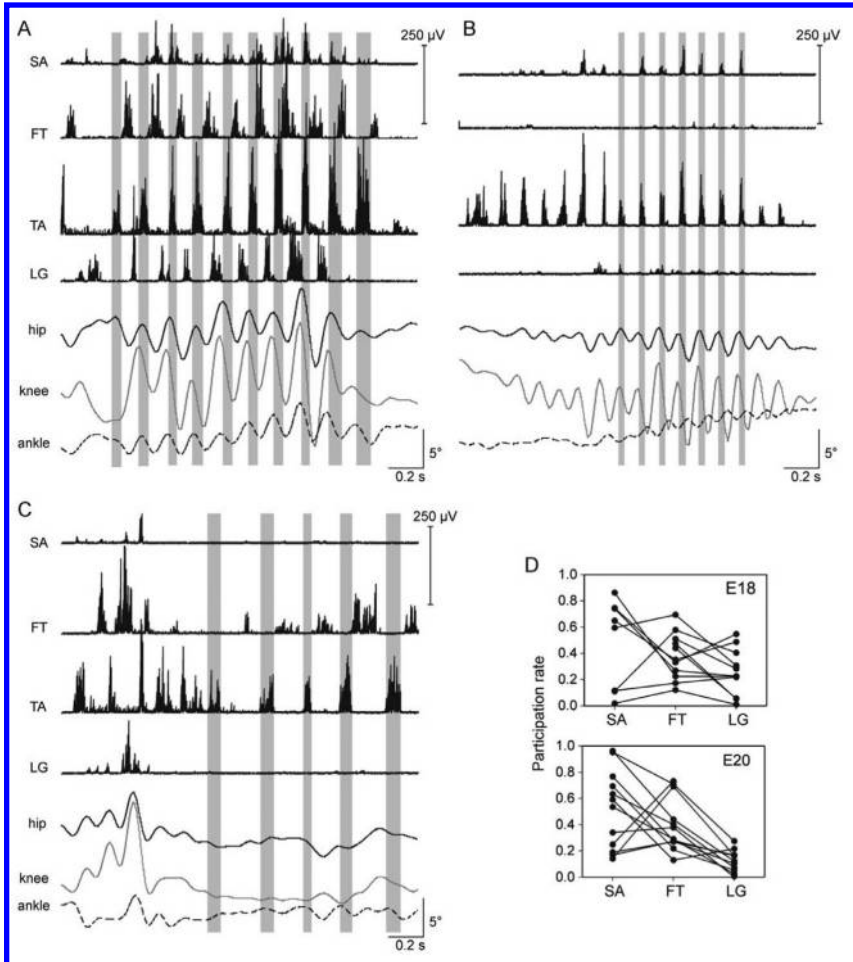 A
SA
FT
TA
LG
hip
knee
ankle
250 µV
5°
0.2 s
B
250 µV
5°
0.2 s
C
SA
FT
TA
LG
hip
knee
ankle
250 µV
5°
0.2 s
D
Participation rate
E18
1.0
0.8
0.6
0.4
0.2
0.0
SA FT LG
E20
1.0
0.8
0.6
0.4
0.2
0.0
SA FT LG